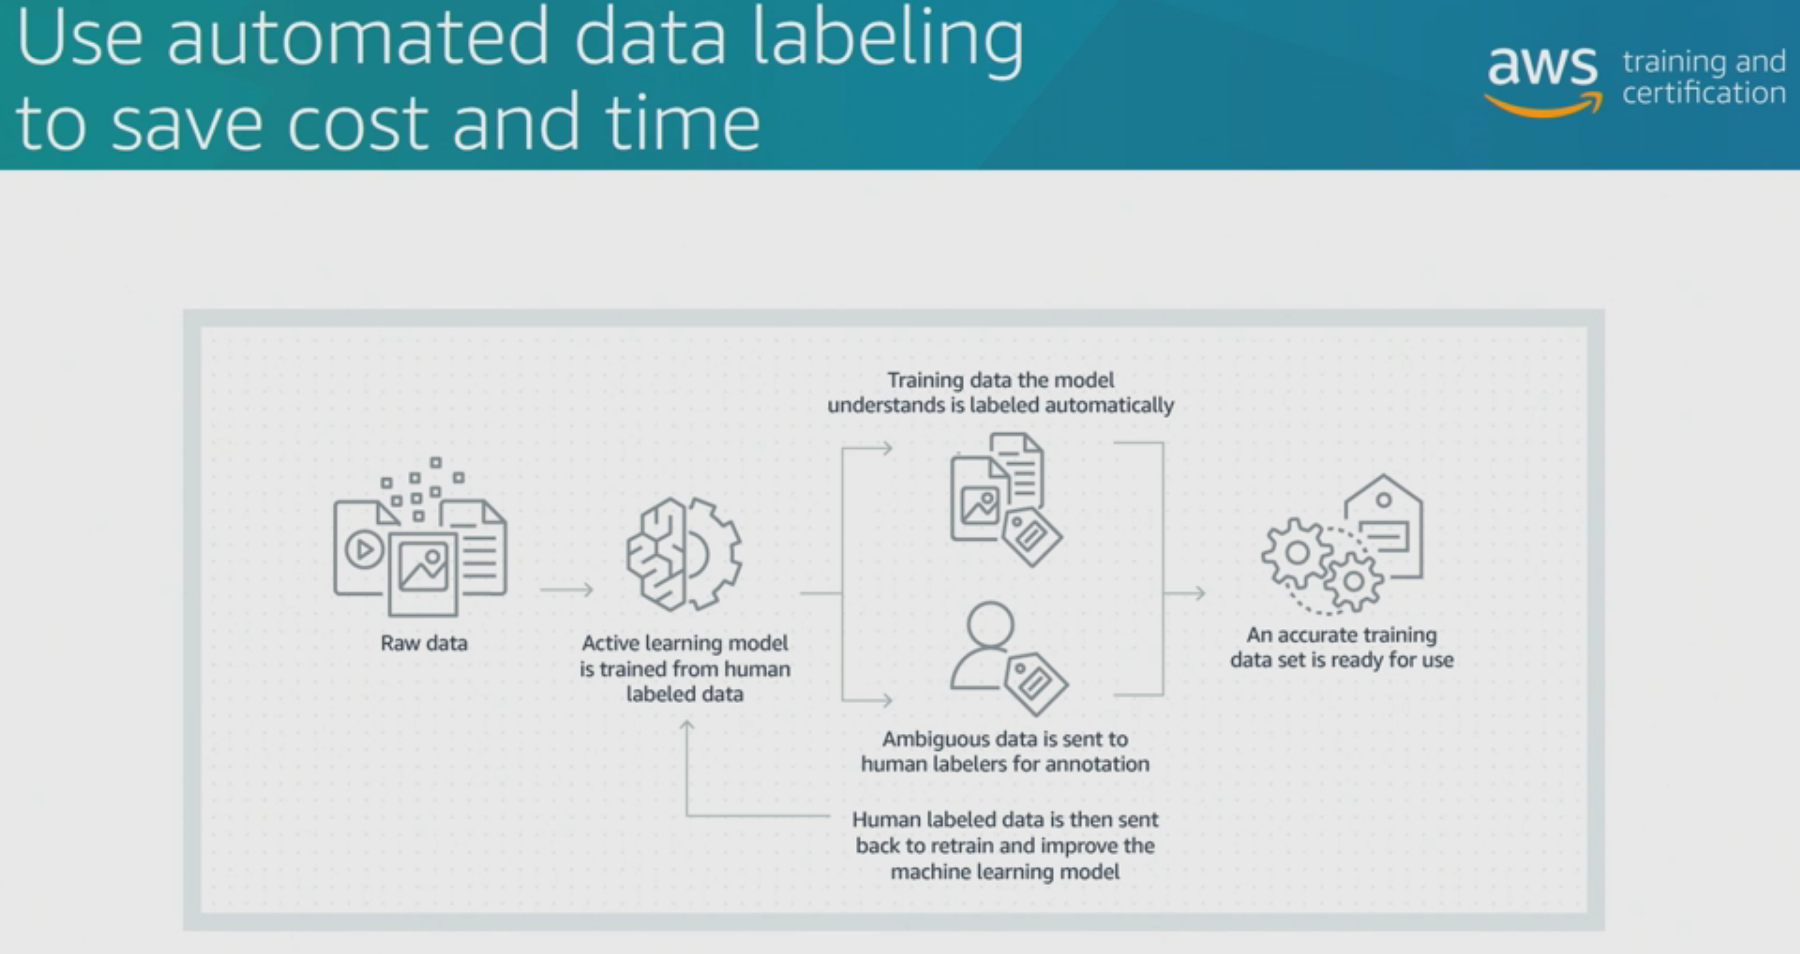 Use automated data labeling
to save cost and time
aws
training and
certification
Training data the model
understands is labeled automatically
Raw data
Active learning model
is trained from human
labeled data
An accurate training
data set is ready for use
Ambiguous data is sent to
human labelers for annotation
Human labeled data is then sent
back to retrain and improve the
machine learning model